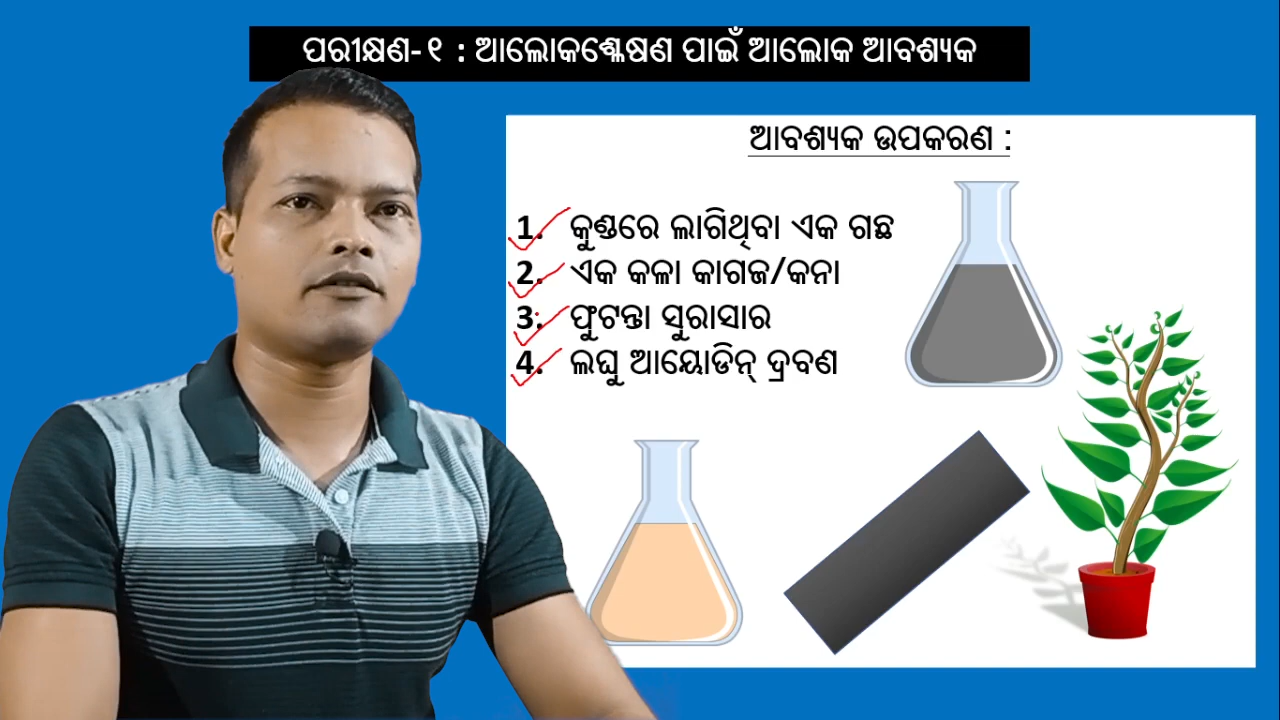 ପରୀକ୍ଷଣ-୧ : ଆଲୋକଶ୍ଳେଷଣ ପାଇଁ ଆଲୋକ ଆବଶ୍ୟକ
ଆବଶ୍ୟକ ଉପକରଣ :
1. କୁଣ୍ଡରେ ଲାଗିଥିବା ଏକ ଗଛ
2. ଏକ କଳା କାଗଜ/କନା
3. ଫୁଟନ୍ତା ସୁରାସାର
4. ଲଘୁ ଆୟୋଡିନ୍ ଦ୍ରବଣ